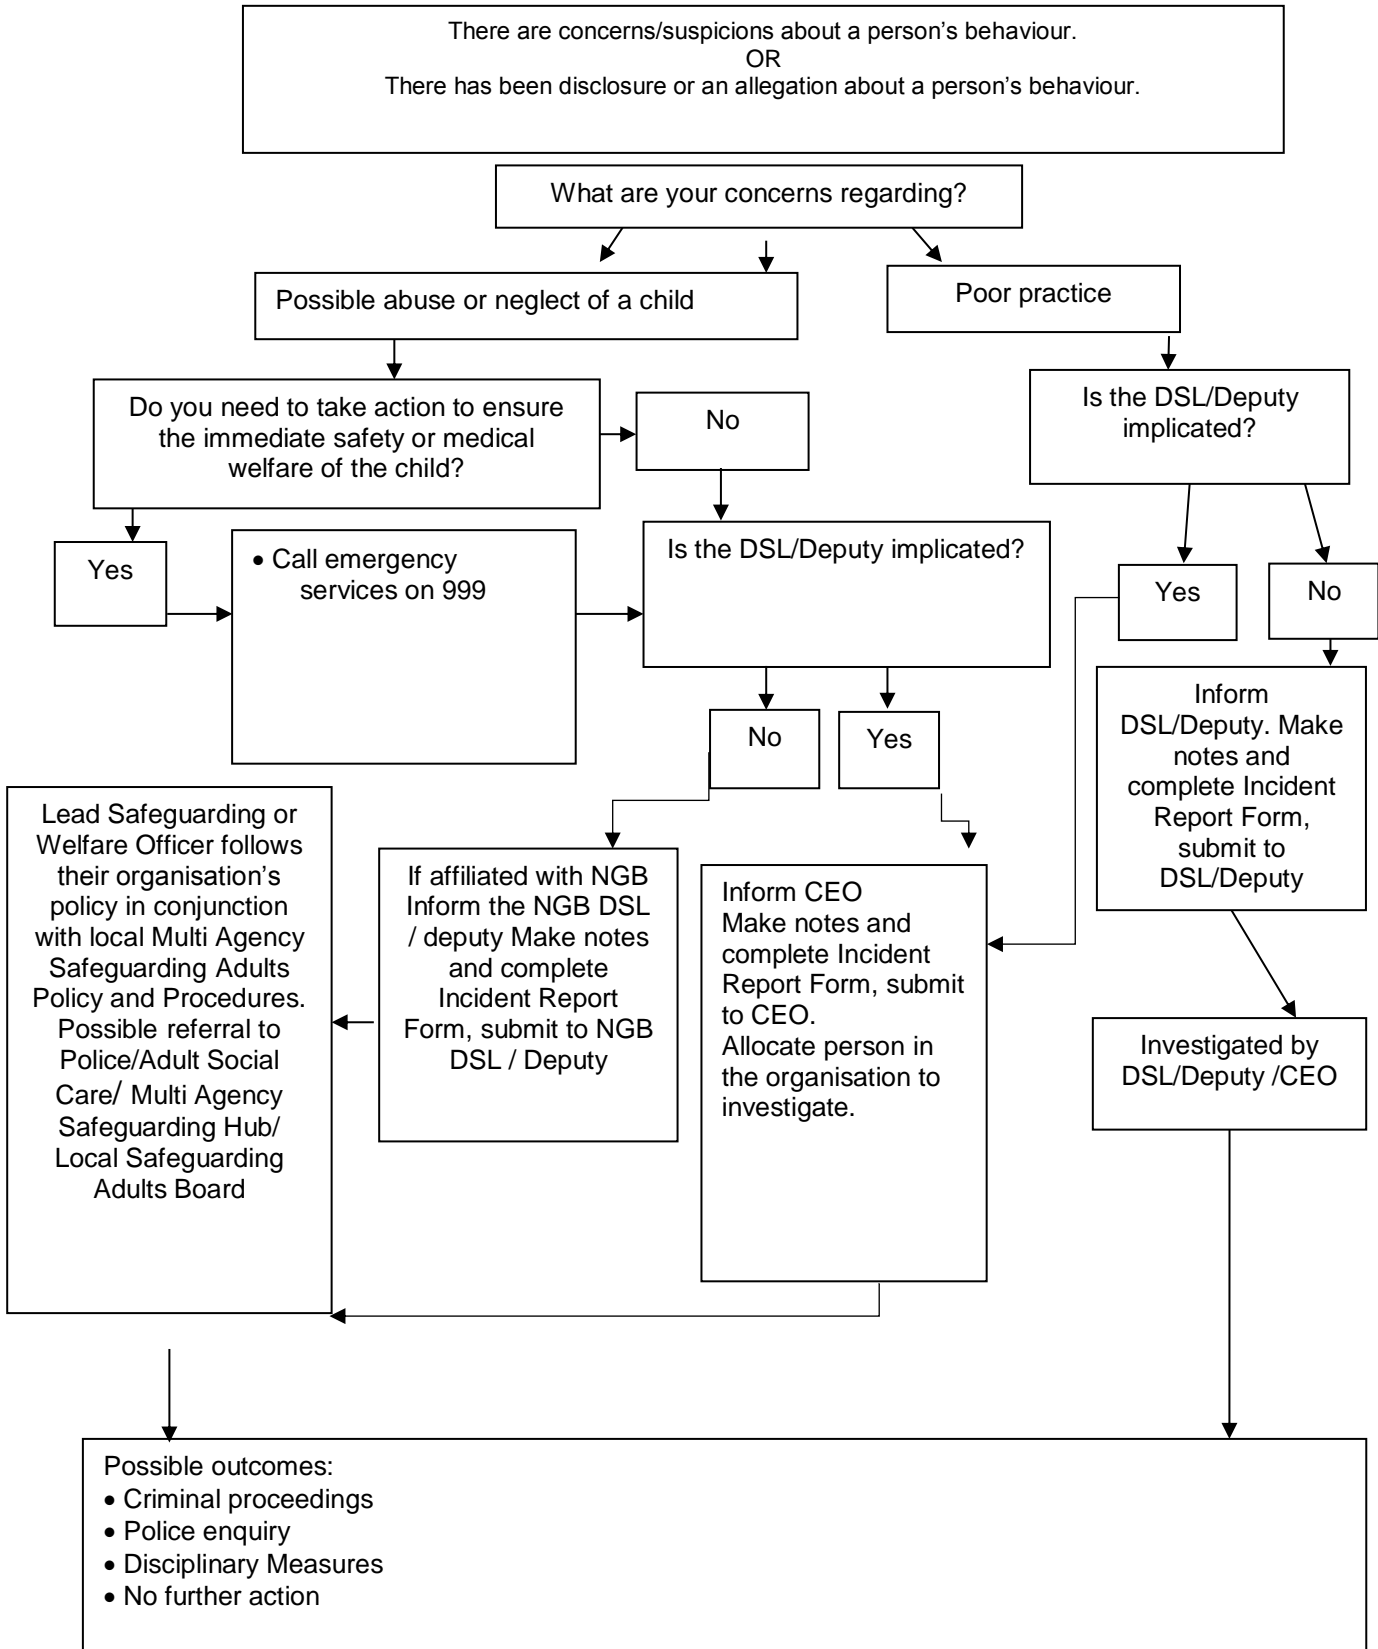 There are concerns/suspicions about a person’s behaviour.
OR
There has been disclosure or an allegation about a person’s behaviour.
What are your concerns regarding?
Possible abuse or neglect of a child
Poor practice
Do you need to take action to ensure
the immediate safety or medical
welfare of the child?
No
Is the DSL/Deputy
implicated?
Yes
• Call emergency
services on 999
Is the DSL/Deputy implicated?
Yes
No
No
Yes
Inform
DSL/Deputy. Make
notes and
complete Incident
Report Form,
submit to
DSL/Deputy
Lead Safeguarding or
Welfare Officer follows
their organisation’s
policy in conjunction
with local Multi Agency
Safeguarding Adults
Policy and Procedures.
Possible referral to
Police/Adult Social
Care/ Multi Agency
Safeguarding Hub/
Local Safeguarding
Adults Board
If affiliated with NGB
Inform the NGB DSL
/ deputy Make notes
and complete
Incident Report
Form, submit to NGB
DSL / Deputy
Inform CEO
Make notes and
complete Incident
Report Form, submit
to CEO.
Allocate person in
the organisation to
investigate.
Investigated by
DSL/Deputy /CEO
Possible outcomes:
• Criminal proceedings
• Police enquiry
• Disciplinary Measures
• No further action